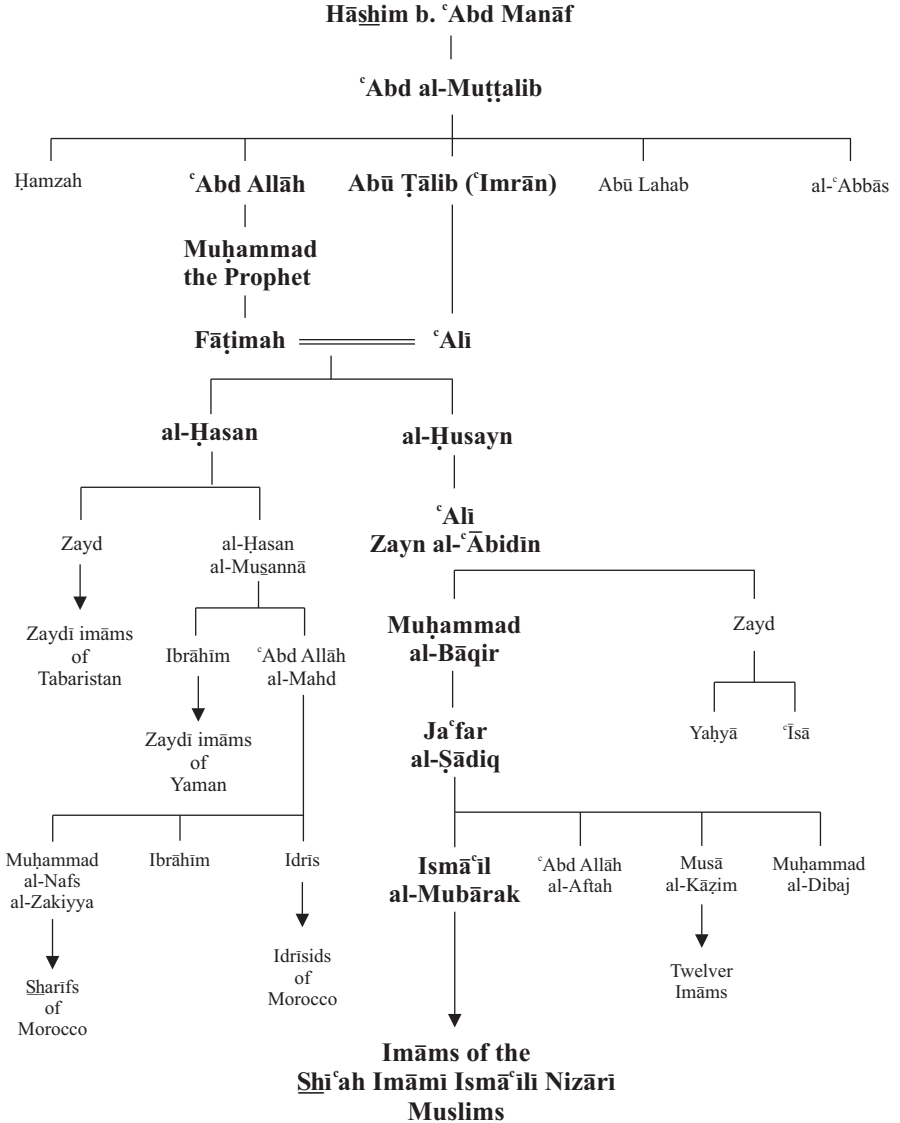 Hāshim b. ʿAbd Manāf
ʿAbd al-Muṭṭalib
Ḥamzah
ʿAbd Allāh
Abū Ṭālib (ʿImrān)
Abū Lahab
al-ʿAbbās
Muḥammad
the Prophet
Fāṭimah
ʿAlī
al-Ḥasan
al-Ḥusayn
Zayd
al-Ḥasan
al-Mus̱annā
ʿAlī
Zayn al-ʿĀbidīn
Zaydī imāms
of
Tabaristan
Ibrāhīm
ʿAbd Allāh
al-Mahd
Muḥammad
al-Bāqir
Zayd
Zaydī imāms
of
Yaman
Jaʿfar
al-Ṣādiq
Yaḥyā
ʿĪsā
Muḥammad
al-Nafs
al-Zakiyya
Ibrāhīm
Idrīs
Ismāʿīl
al-Mubārak
ʿAbd Allāh
al-Aftah
Musā
al-Kāẓim
Muḥammad
al-Dibaj
Sharīfs
of
Morocco
Idrīsids
of
Morocco
Twelver
Imāms
Imāms of the
Shīʿah Imāmī Ismāʿīlī Nizārī
Muslims